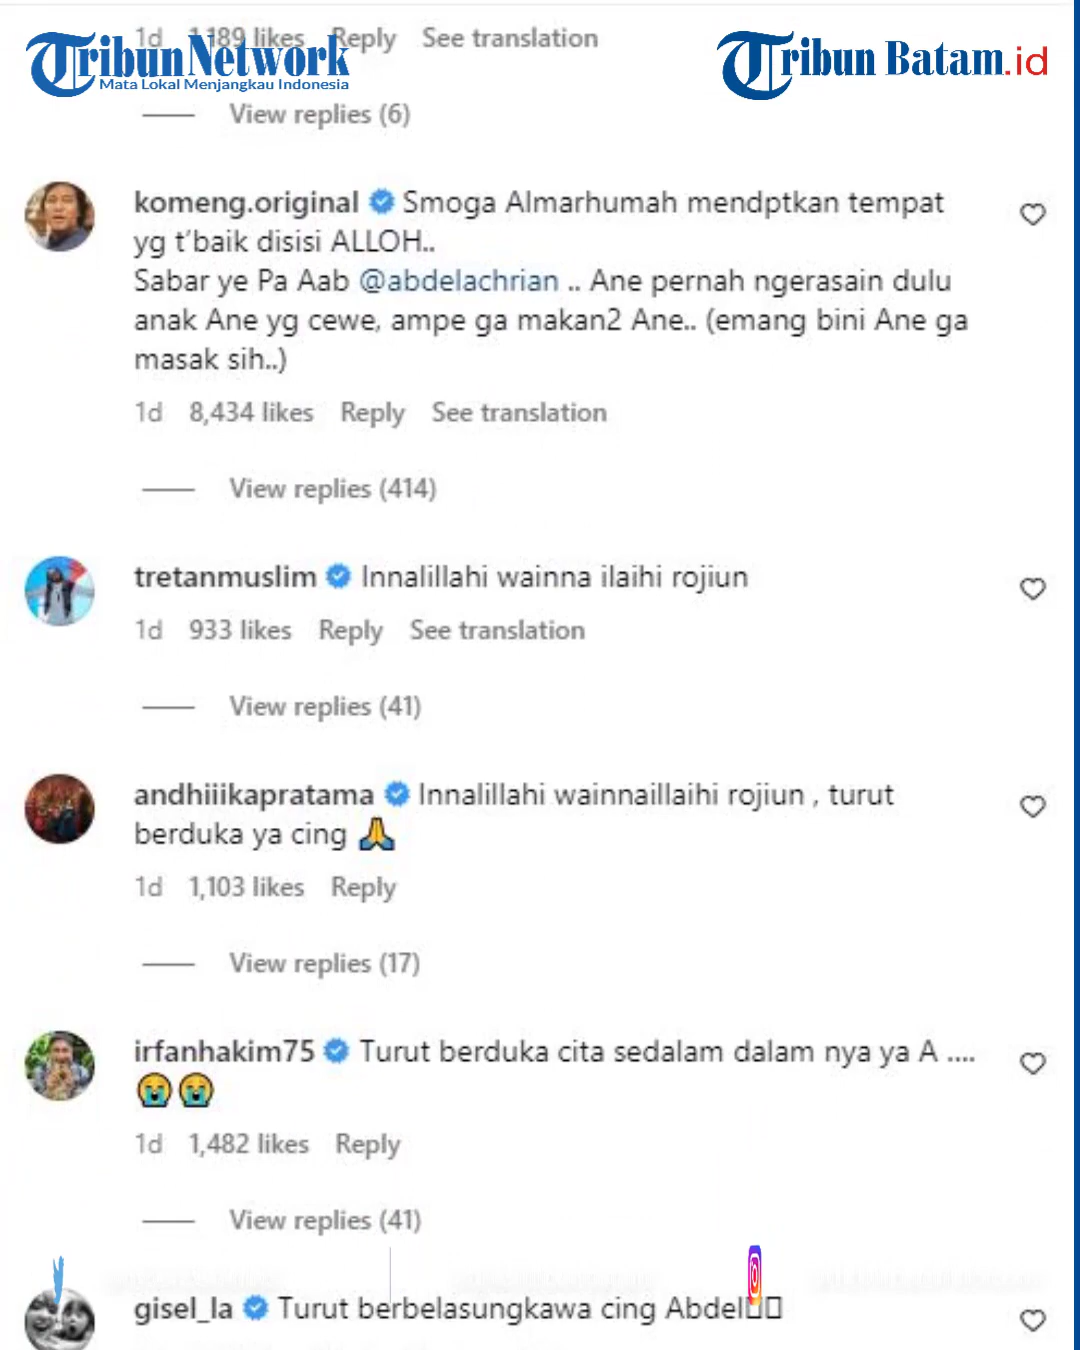 1d 1,189 likes Reply See translation
TribunNetwork
Mata Lokal Menjangkau Indonesia
Tribun Batam.id
View replies (6)
komeng.original Smoga Almarhumah mendptkan tempat
yg t'baik disisi ALLOH..
Sabar ye Pa Aab @abdelachrian .. Ane pernah ngerasain dulu
anak Ane yg cewe, ampe ga makan2 Ane.. (emang bini Ane ga
masak sih..)
1d 8,434 likes Reply See translation
View replies (414)
tretanmuslim Innalillahi wainna ilaihi rojiun
1d 933 likes Reply See translation
View replies (41)
andhiiikapratama Innalillahi wainnaillaihi rojiun , turut
berduka ya cing 🙏
1d 1,103 likes Reply
View replies (17)
irfanhakim75 Turut berduka cita sedalam dalam nya ya A ....
😭😭
1d 1,482 likes Reply
View replies (41)
gisel_la Turut berbelasungkawa cing Abdel